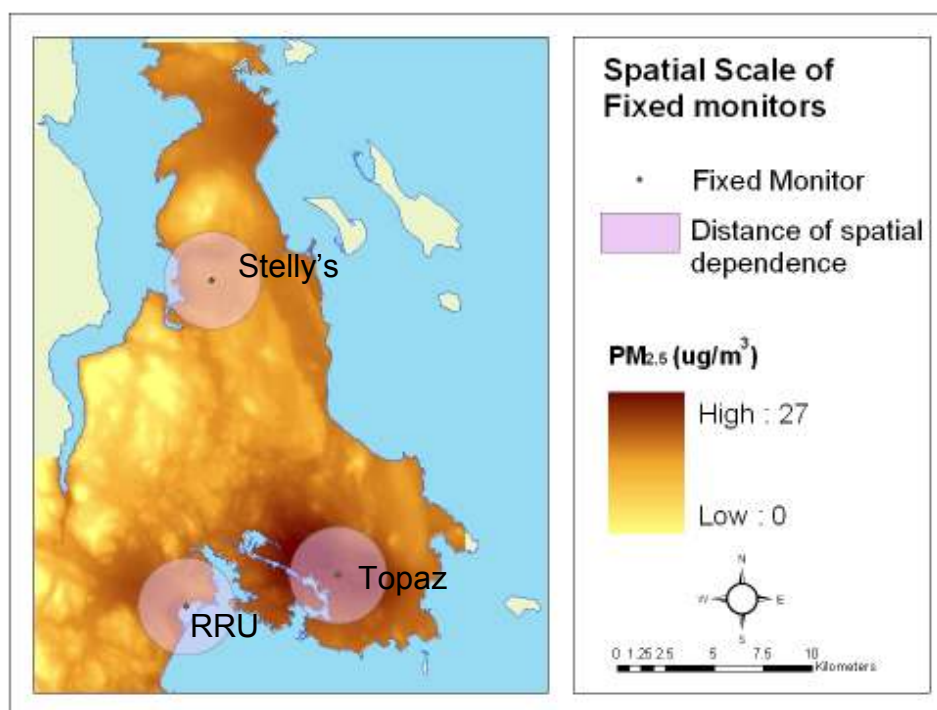 Stelly's
Topaz
RRU
Spatial Scale of
Fixed monitors
Fixed Monitor
Distance of spatial
dependence
PM2.5 (ug/m3)
High : 27
Low : 0
N
W E
S
0 1.25 2.5 5 7.5 10
Kilometers